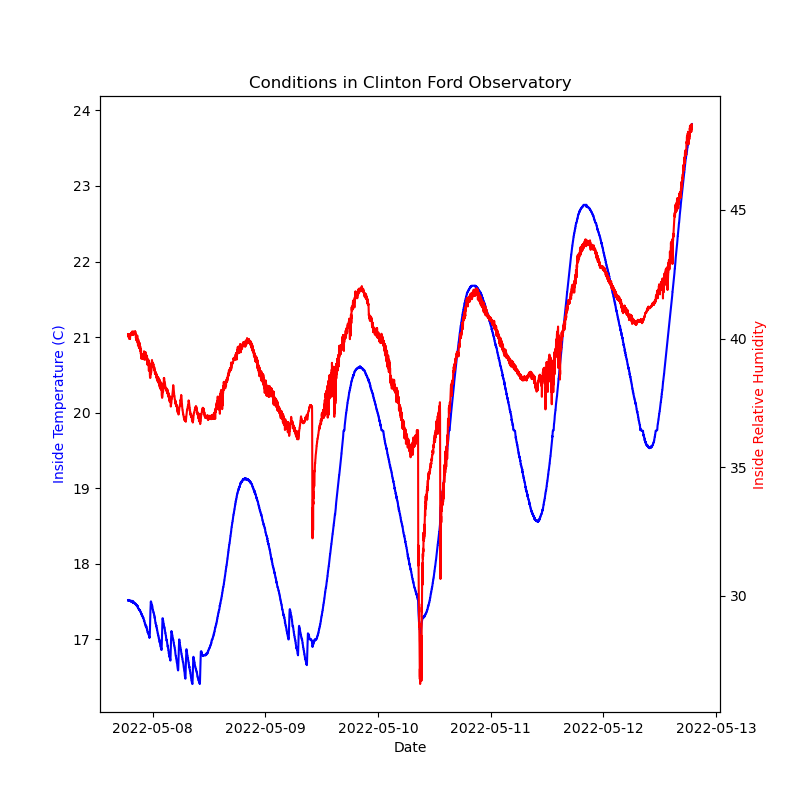 Conditions in Clinton Ford Observatory
24
23
22
21
20
19
18
17
Inside Temperature (C)
45
40
35
30
Inside Relative Humidity
2022-05-08 2022-05-09 2022-05-10 2022-05-11 2022-05-12 2022-05-13
Date